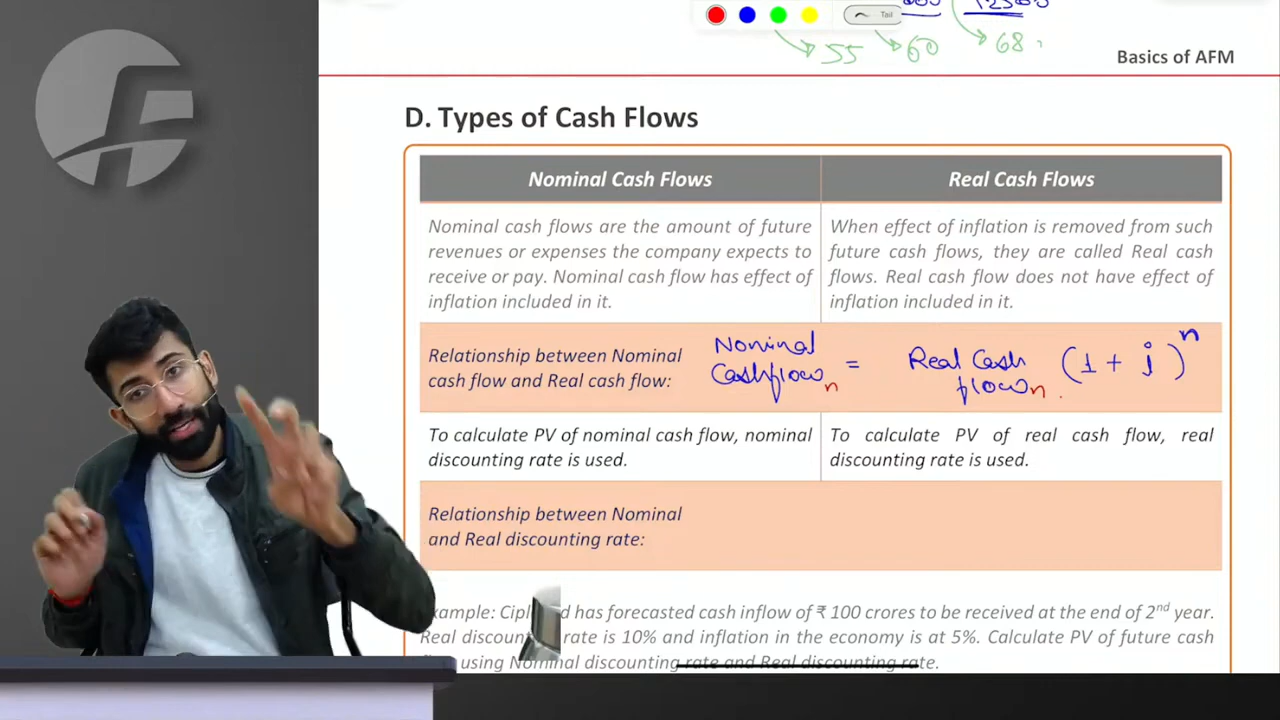 Tail
12500
55 60 68
Basics of AFM
D. Types of Cash Flows
Nominal Cash Flows
Real Cash Flows
Nominal cash flows are the amount of future
revenues or expenses the company expects to
receive or pay. Nominal cash flow has effect of
inflation included in it.
When effect of inflation is removed from such
future cash flows, they are called Real cash
flows. Real cash flow does not have effect of
inflation included in it.
Relationship between Nominal
cash flow and Real cash flow:
Nominal
Cashflow n = Real Cash
flow n (1 + i)^n
To calculate PV of nominal cash flow, nominal
discounting rate is used.
To calculate PV of real cash flow, real
discounting rate is used.
Relationship between Nominal
and Real discounting rate:
has forecasted cash inflow of ₹ 100 crores to be received at the end of 2nd year.
Real rate is 10% and inflation in the economy is at 5%. Calculate PV of future cash
using Nominal discounting rate and Real discounting rate.